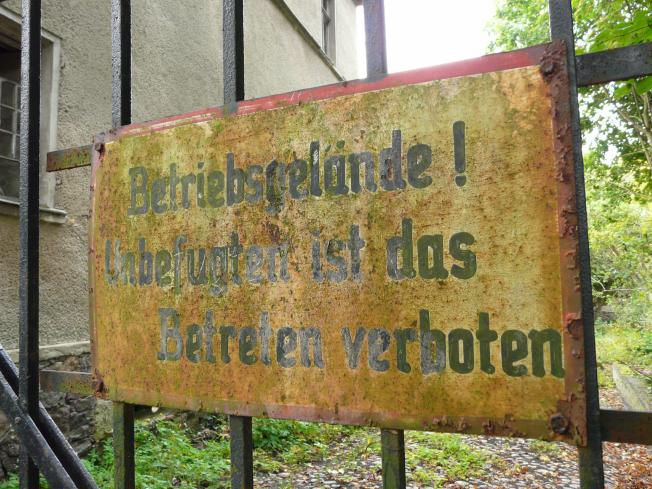 Betriebsgelände!
Unbefugten ist das
Betreten verboten